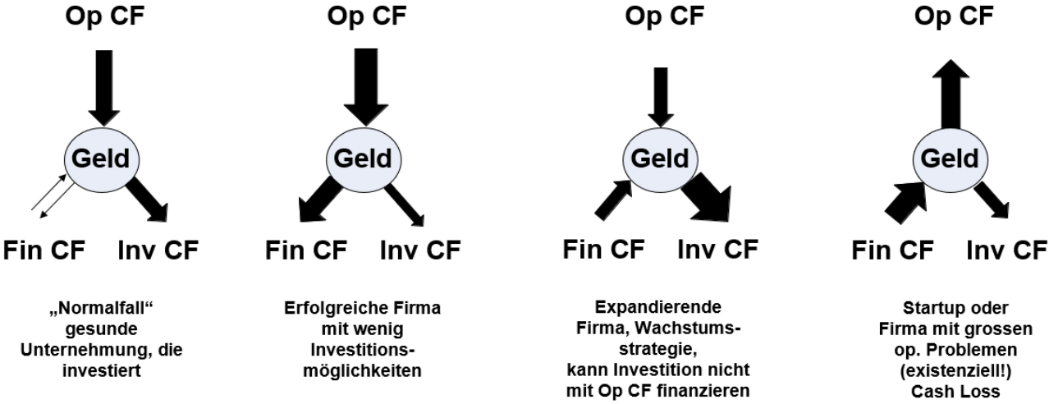 Op CF
Geld
Fin CF
Inv CF
„Normalfall“
gesunde
Unternehmung, die
investiert
Op CF
Geld
Fin CF
Inv CF
Erfolgreiche Firma
mit wenig
Investitions-
möglichkeiten
Op CF
Geld
Fin CF
Inv CF
Expandierende
Firma, Wachstums-
strategie,
kann Investition nicht
mit Op CF finanzieren
Op CF
Geld
Fin CF
Inv CF
Startup oder
Firma mit grossen
op. Problemen
(existenziell!)
Cash Loss